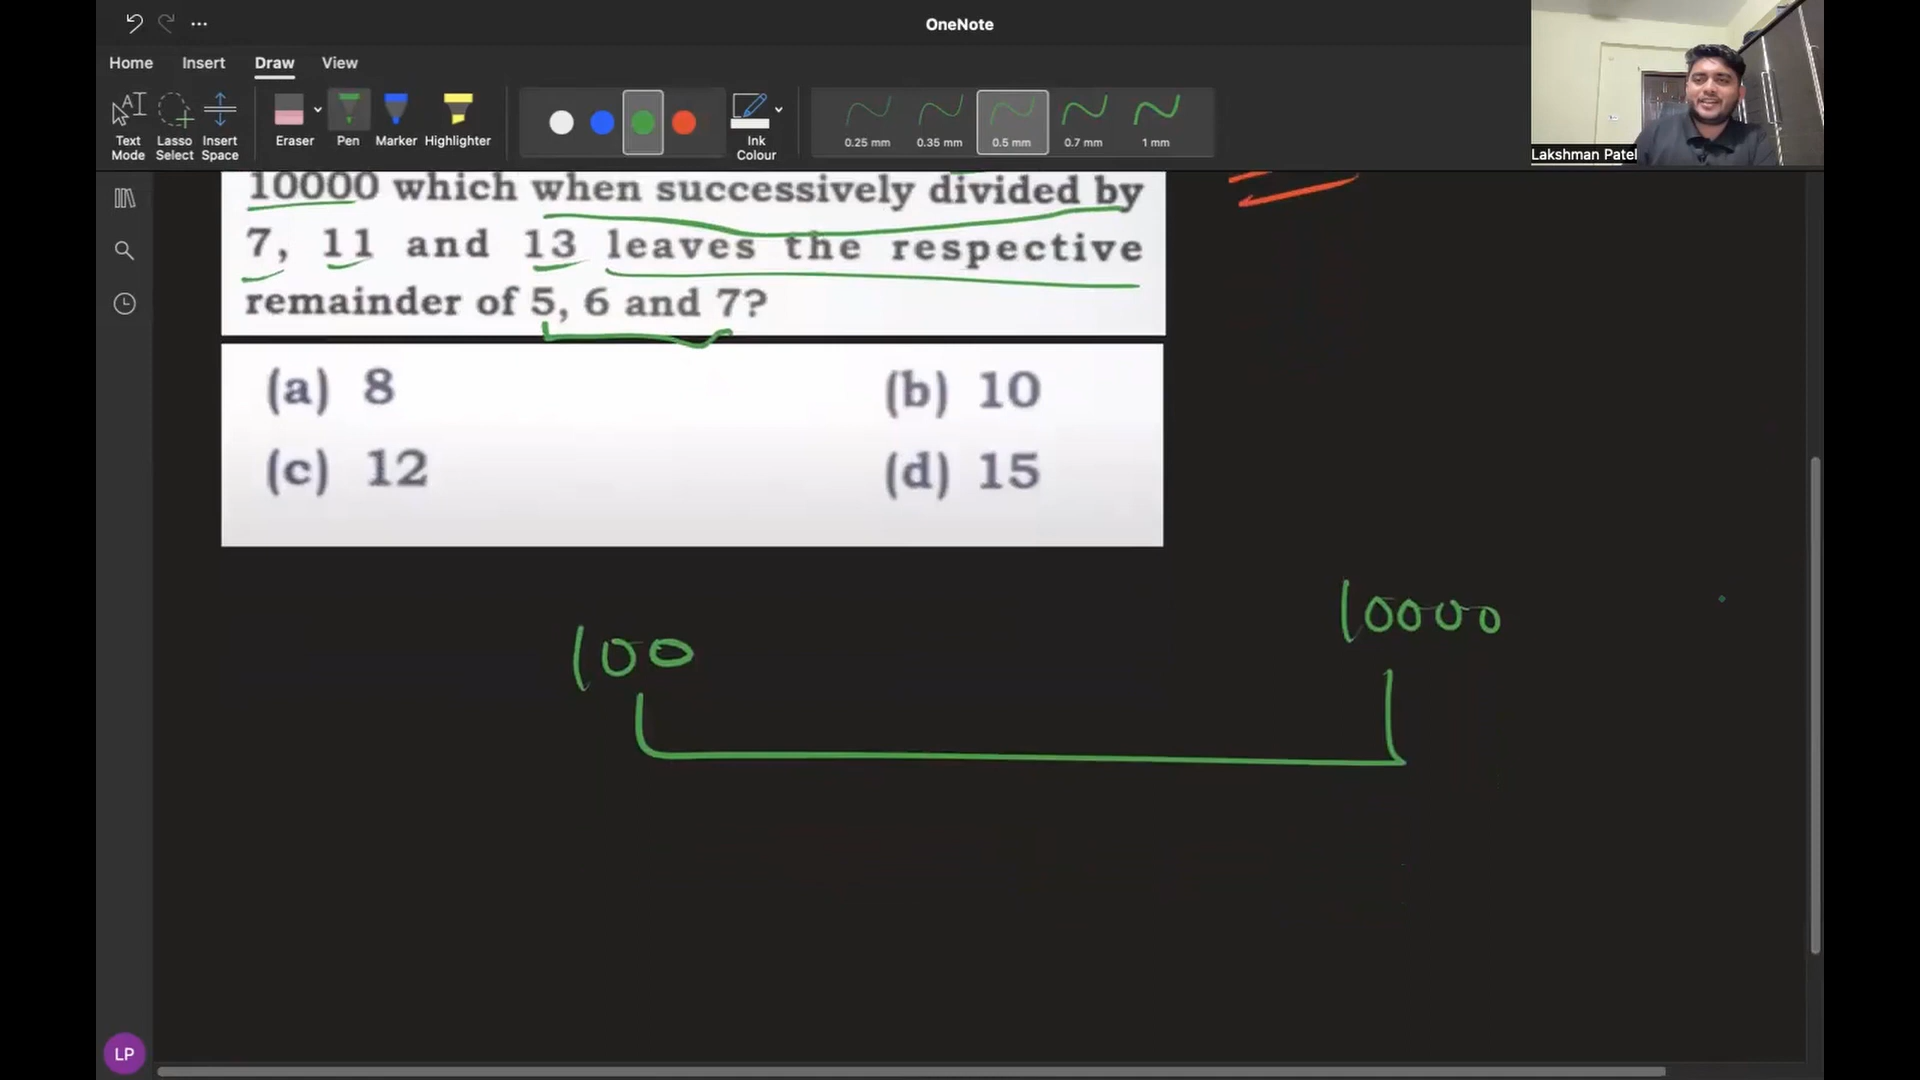 OneNote
Home Insert Draw View
Text Mode Lasso Select Insert Space Eraser Pen Marker Highlighter Ink Colour 0.25 mm 0.35 mm 0.5 mm 0.7 mm 1 mm
Lakshman Patel
10000 which when successively divided by
7, 11 and 13 leaves the respective
remainder of 5, 6 and 7?
(a) 8 (b) 10
(c) 12 (d) 15
100 10000
LP